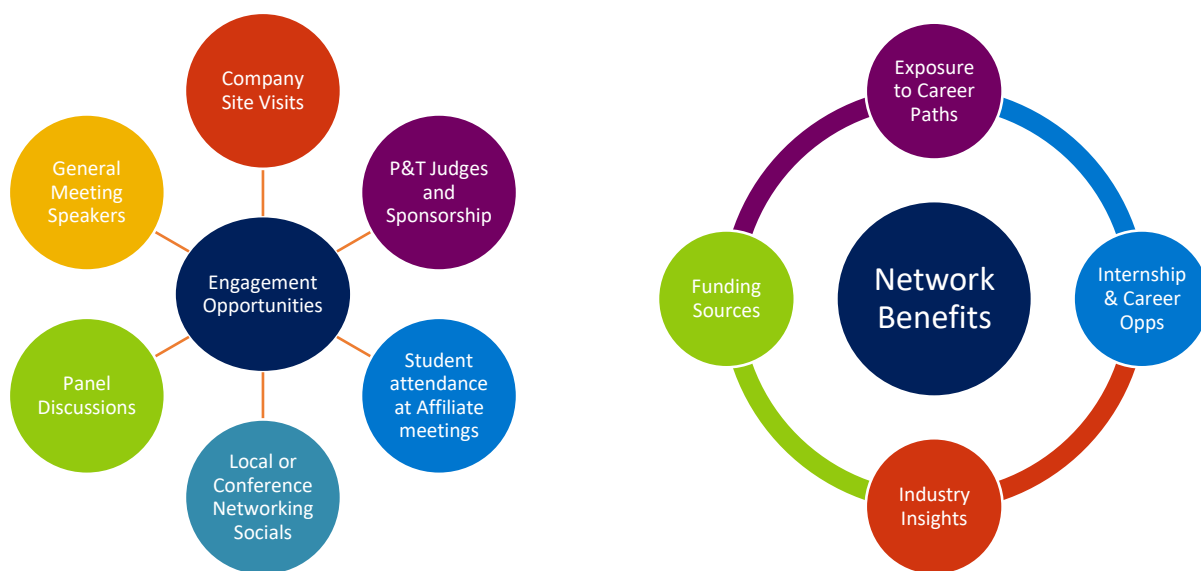 Company
Site Visits
P&T Judges
and
Sponsorship
Student
attendance
at Affiliate
meetings
Local or
Conference
Networking
Socials
Panel
Discussions
General
Meeting
Speakers
Engagement
Opportunities
Exposure
to Career
Paths
Internship
& Career
Opps
Industry
Insights
Funding
Sources
Network
Benefits